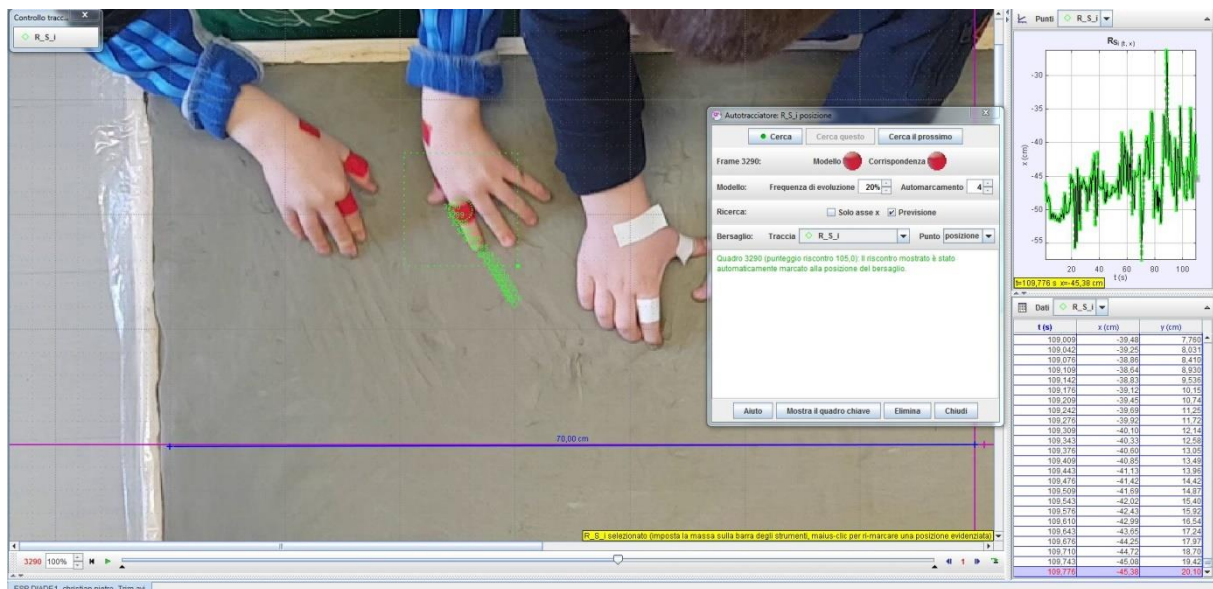 Controllo tracc...
X
R_S_i
3290
70,00 cm
R_S_i selezionato (imposta la massa sulla barra degli strumenti, maius-clic per ri-marcare una posizione evidenziata)
3290 100%
1
Autotracciatore: R_S_i posizione
Cerca Cerca questo Cerca il prossimo
Frame 3290: Modello Corrispondenza
Modello: Frequenza di evoluzione 20% Automarcamento 4
Ricerca: Solo asse x Previsione
Bersaglio: Traccia R_S_i Punto posizione
Quadro 3290 (punteggio riscontro 105,0): Il riscontro mostrato è stato
automaticamente marcato alla posizione del bersaglio.
Aiuto Mostra il quadro chiave Elimina Chiudi
Punti R_S_i
R_S_i (t, x)
-30
-35
-40
-45
-50
-55
x (cm)
20 40 60 80 100
t (s)
t=109,776 s x=-45,38 cm
Dati R_S_i
t (s) x (cm) y (cm)
109,009 -39,48 7,760
109,042 -39,25 8,031
109,076 -38,86 8,410
109,109 -38,64 8,930
109,142 -38,83 9,536
109,176 -39,12 10,15
109,209 -39,45 10,74
109,242 -39,69 11,25
109,276 -39,92 11,72
109,309 -40,10 12,14
109,343 -40,33 12,58
109,376 -40,60 13,05
109,409 -40,85 13,49
109,443 -41,13 13,96
109,476 -41,42 14,42
109,509 -41,69 14,87
109,543 -42,02 15,40
109,576 -42,43 15,92
109,610 -42,99 16,54
109,643 -43,65 17,24
109,676 -44,25 17,97
109,710 -44,72 18,70
109,743 -45,08 19,42
109,776 -45,38 20,10